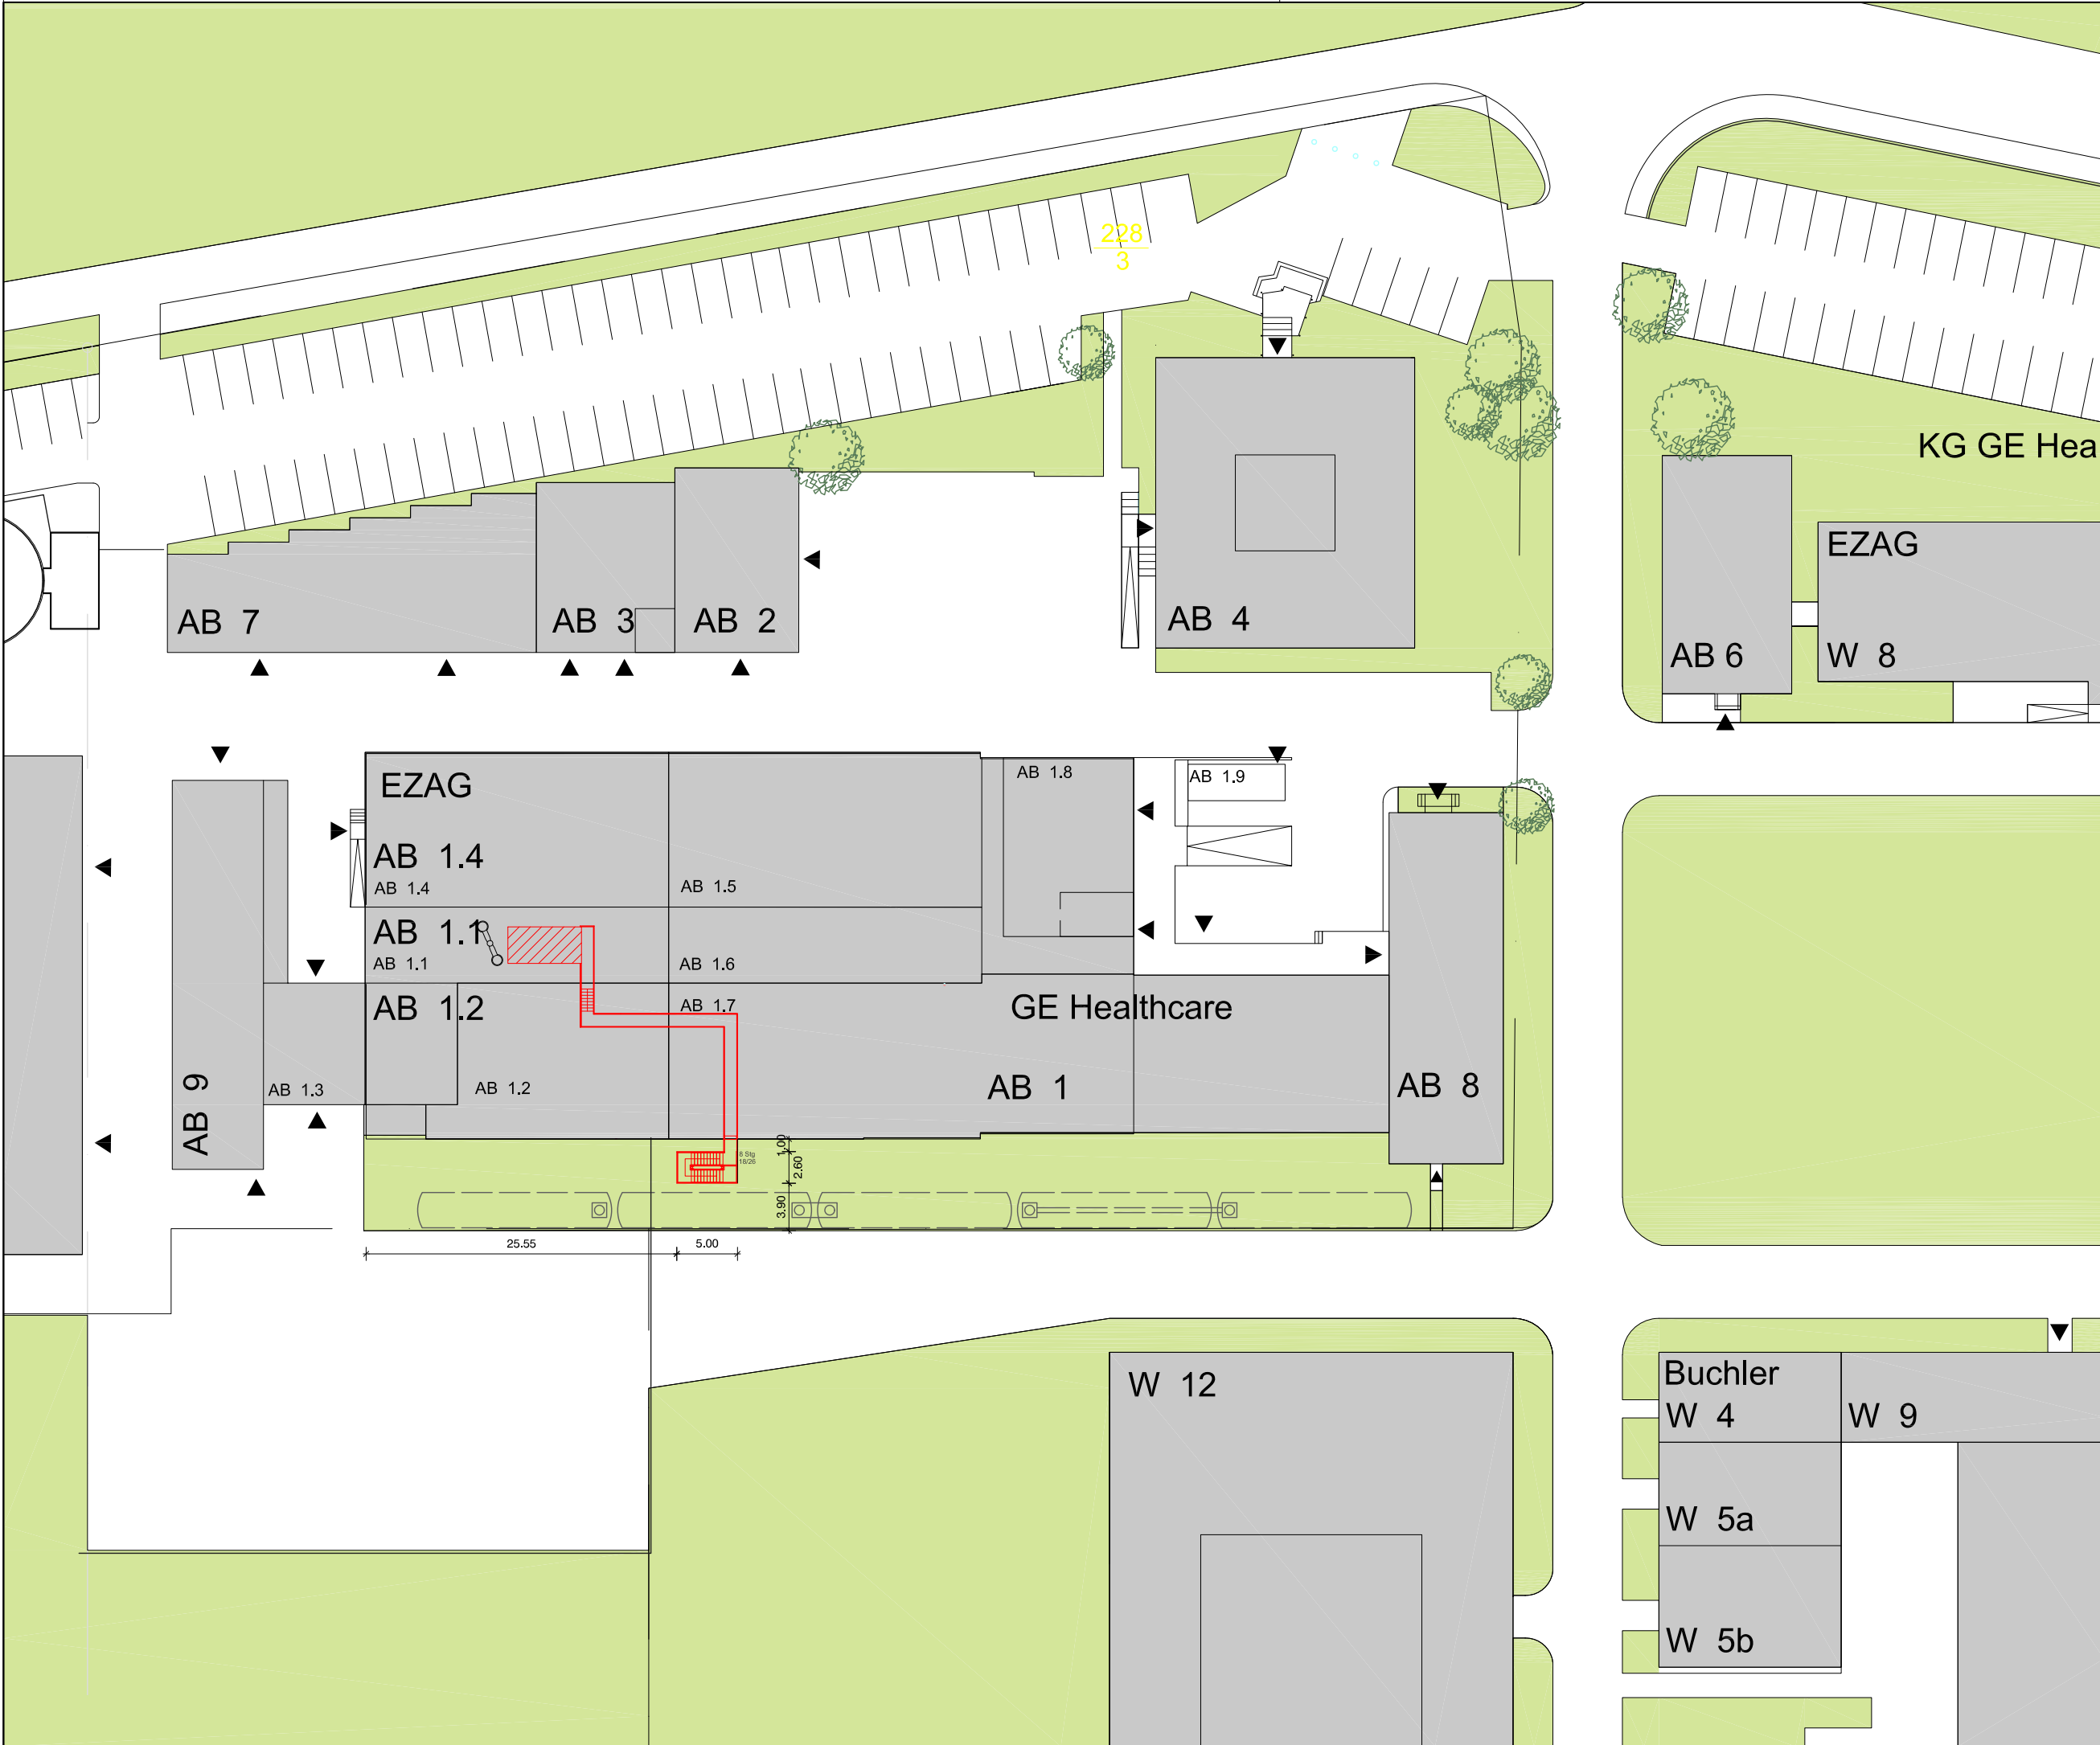 228
3
KG GE Hea
EZAG
AB 7
AB 3
AB 2
AB 4
AB 6
W 8
EZAG
AB 1.8
AB 1.9
AB 1.4
AB 1.4
AB 1.5
AB 1.1
AB 1.1
AB 1.6
AB 1.2
AB 1.7
GE Healthcare
AB 9
AB 1.3
AB 1.2
AB 1
AB 8
1.00
8 Stg
18/26
2.60
3.90
25.55
5.00
W 12
Buchler
W 4
W 9
W 5a
W 5b